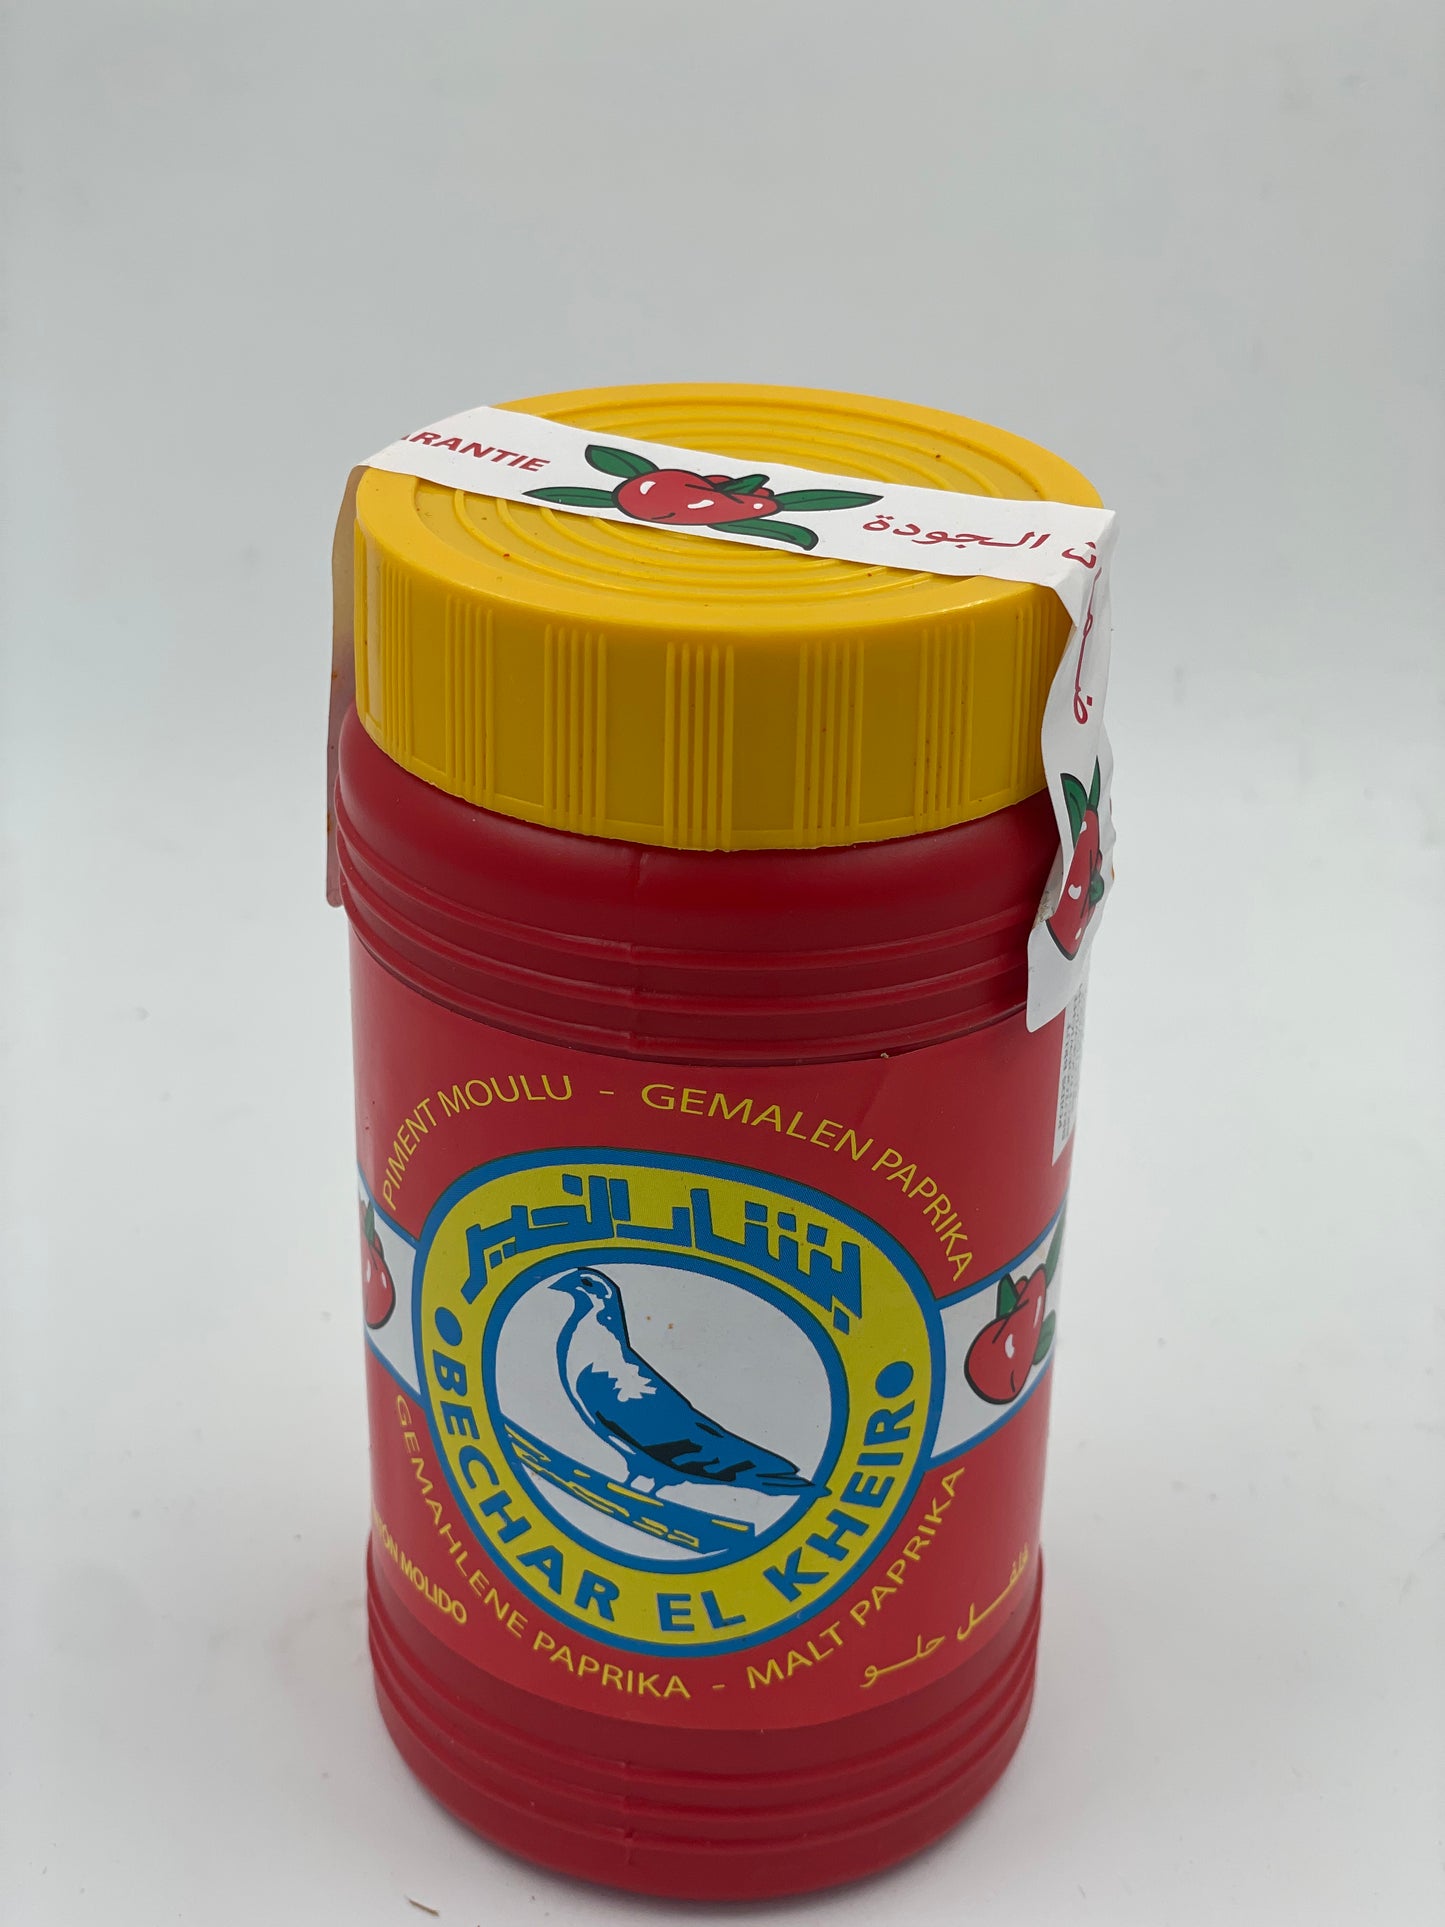 ARANTIE
الجودة
PIMENT MOULU - GEMALEN PAPRIKA
بشار الخير
BECHAR EL KHEIR
GEMAHLENE PAPRIKA - MALT PAPRIKA
MOLIDO
فلفل حلو